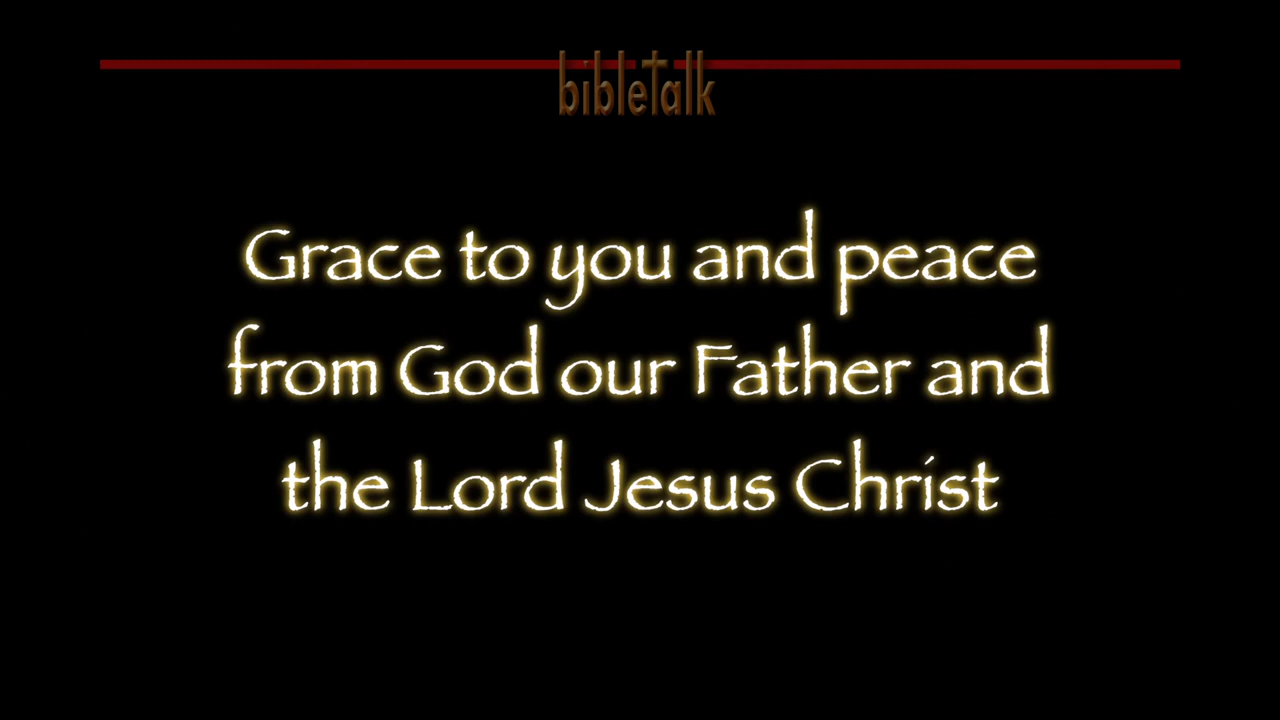 bibleTalk
Grace to you and peace
from God our Father and
the Lord Jesus Christ